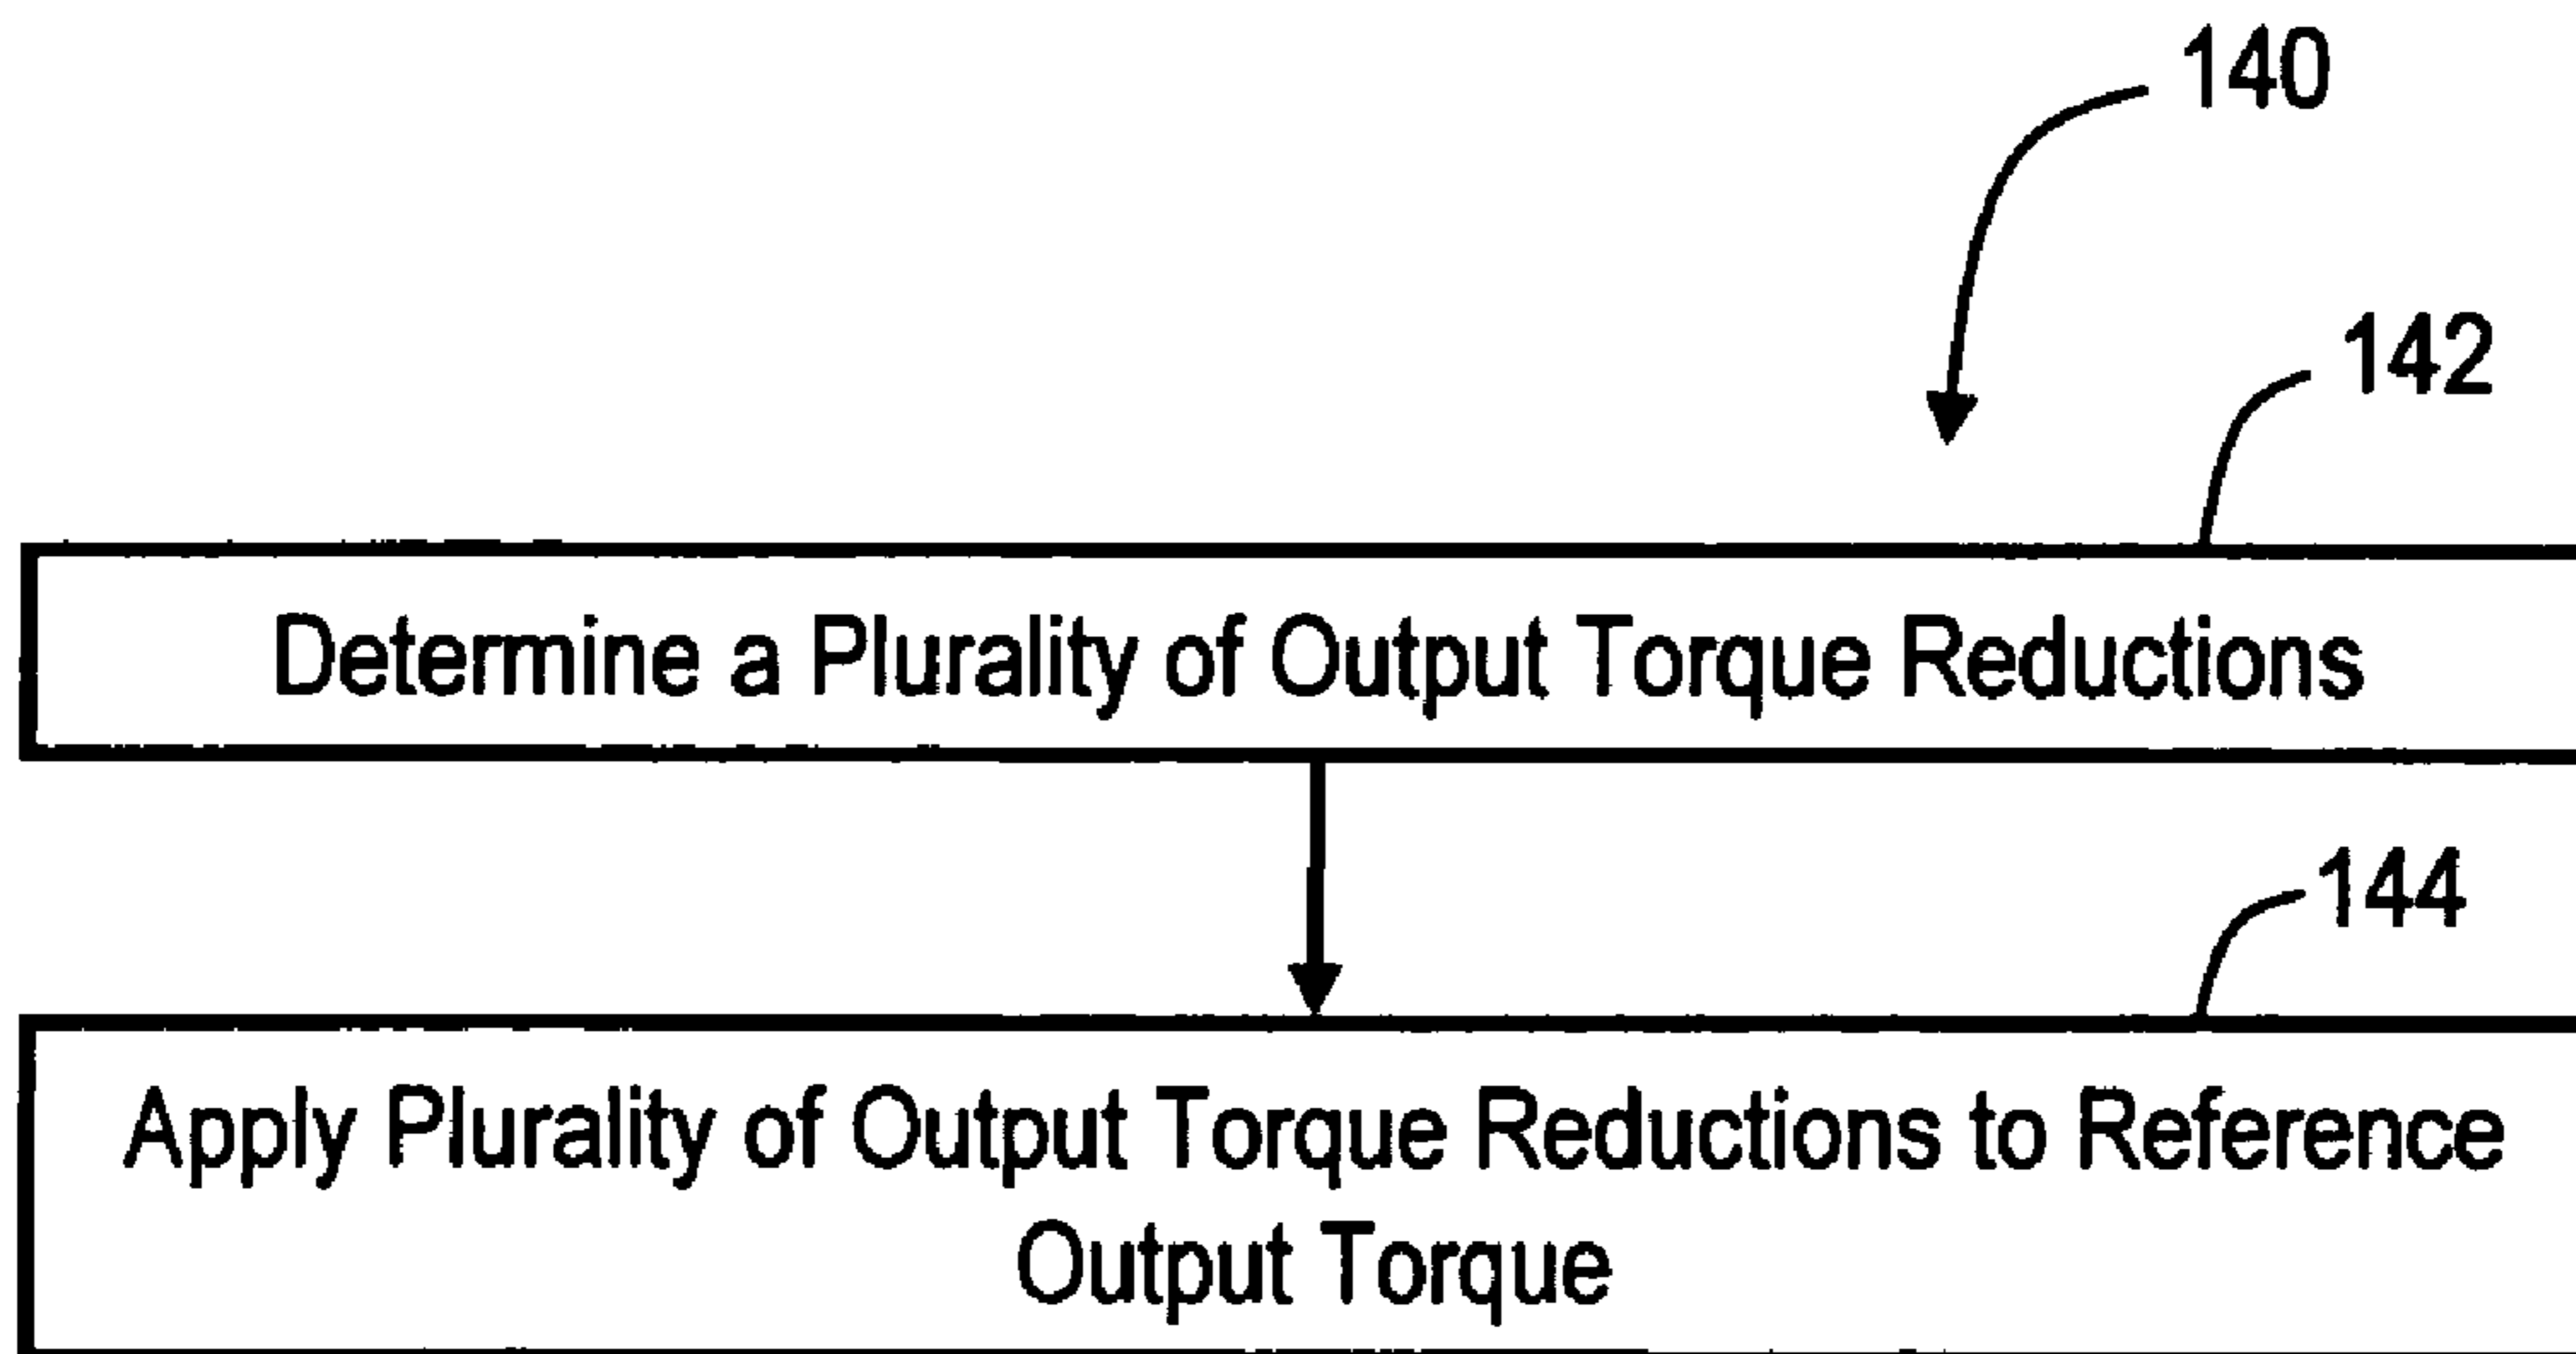 140
142
Determine a Plurality of Output Torque Reductions
144
Apply Plurality of Output Torque Reductions to Reference
Output Torque